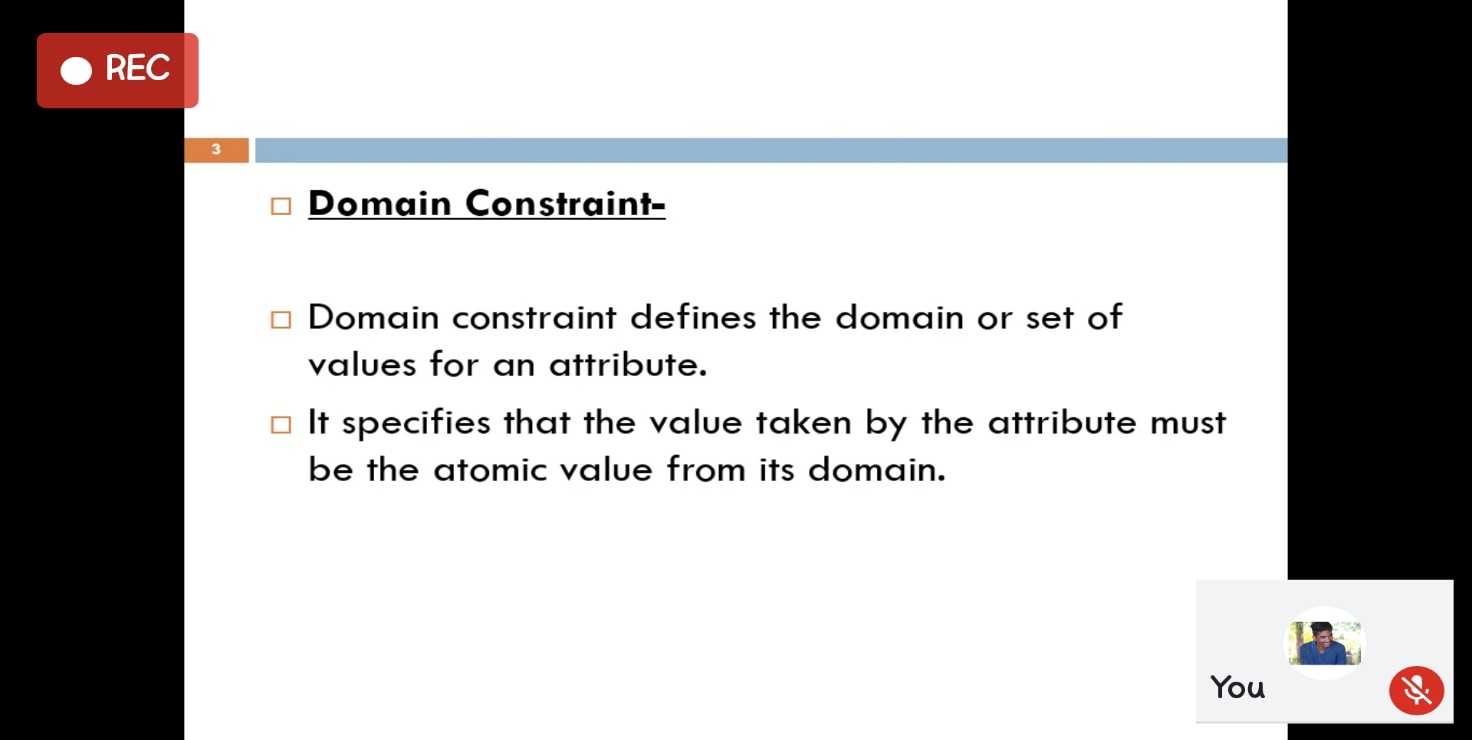 REC
3
Domain Constraint-
Domain constraint defines the domain or set of
values for an attribute.
It specifies that the value taken by the attribute must
be the atomic value from its domain.
You